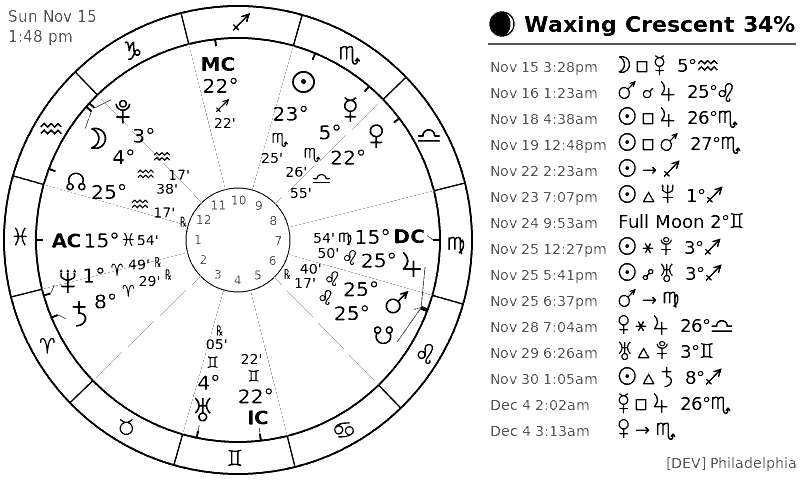 Sun Nov 15
1:48 pm
MC
22°
♐
22'
☉
23°
♏
25'
☿
5°
♏
26'
♀
22°
♎
55'
♇
3°
♒
17'
☽
4°
♒
38'
☊
25°
♒
17'
℞
AC 15° ♓ 54'
♆ 1° ♈ 49' ℞
♄ 8° ♈ 29' ℞
54' ♍ 15° DC
50' ♌ 25° ♃
40' ♌ 25° ♂
℞ 17' ♌ 25° ☋
℞
05'
♊
4°
♅
22'
♊
22°
IC
1
2
3
4
5
6
7
8
9
10
11
12
♐
♏
♎
♍
♌
♋
♊
♉
♈
♓
♒
♑
Waxing Crescent 34%
Nov 15 3:28pm ☽ □ ☿ 5°♒
Nov 16 1:23am ♂ ☌ ♃ 25°♌
Nov 18 4:38am ☉ □ ♃ 26°♏
Nov 19 12:48pm ☉ □ ♂ 27°♏
Nov 22 2:23am ☉ → ♐
Nov 23 7:07pm ☉ △ ♆ 1°♐
Nov 24 9:53am Full Moon 2°♊
Nov 25 12:27pm ☉ ⚹ ♇ 3°♐
Nov 25 5:41pm ☉ ☍ ♅ 3°♐
Nov 25 6:37pm ♂ → ♍
Nov 28 7:04am ♀ ⚹ ♃ 26°♎
Nov 29 6:26am ♅ △ ♇ 3°♊
Nov 30 1:05am ☉ △ ♄ 8°♐
Dec 4 2:02am ☿ □ ♃ 26°♏
Dec 4 3:13am ♀ → ♏
[DEV] Philadelphia